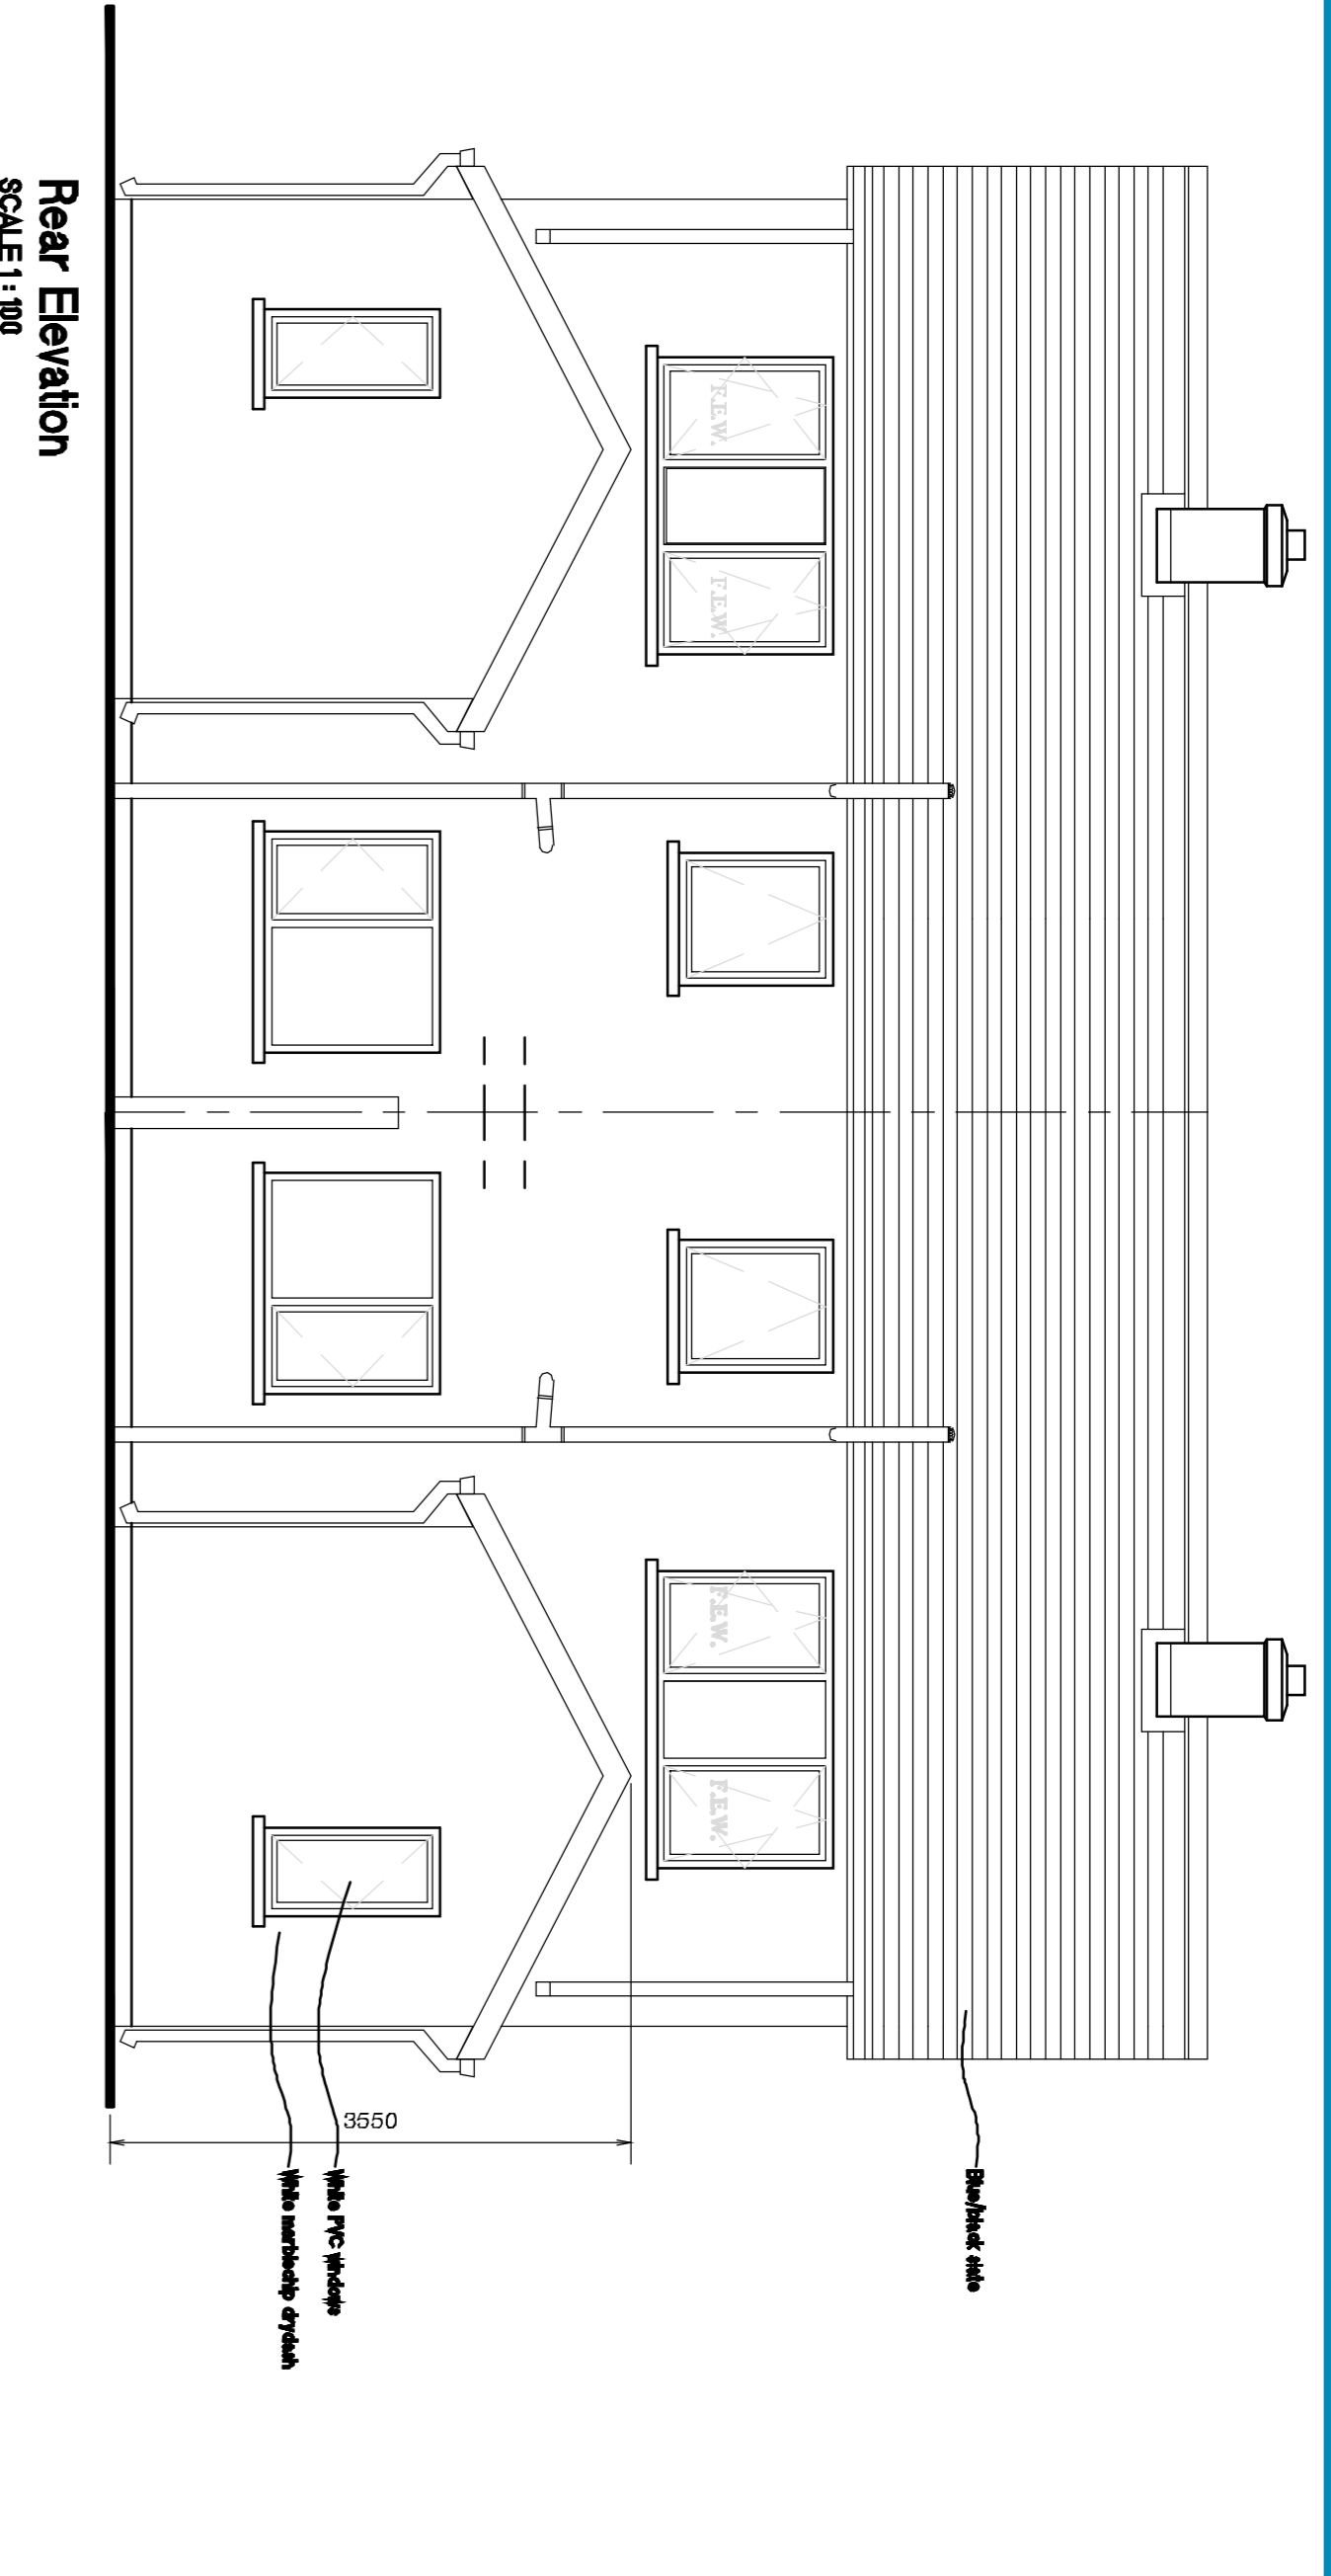 Blue/black slate
F.E.W.
F.E.W.
F.E.W.
F.E.W.
3550
White PVC windows
White marblechip drydash
Rear Elevation
SCALE 1 : 100